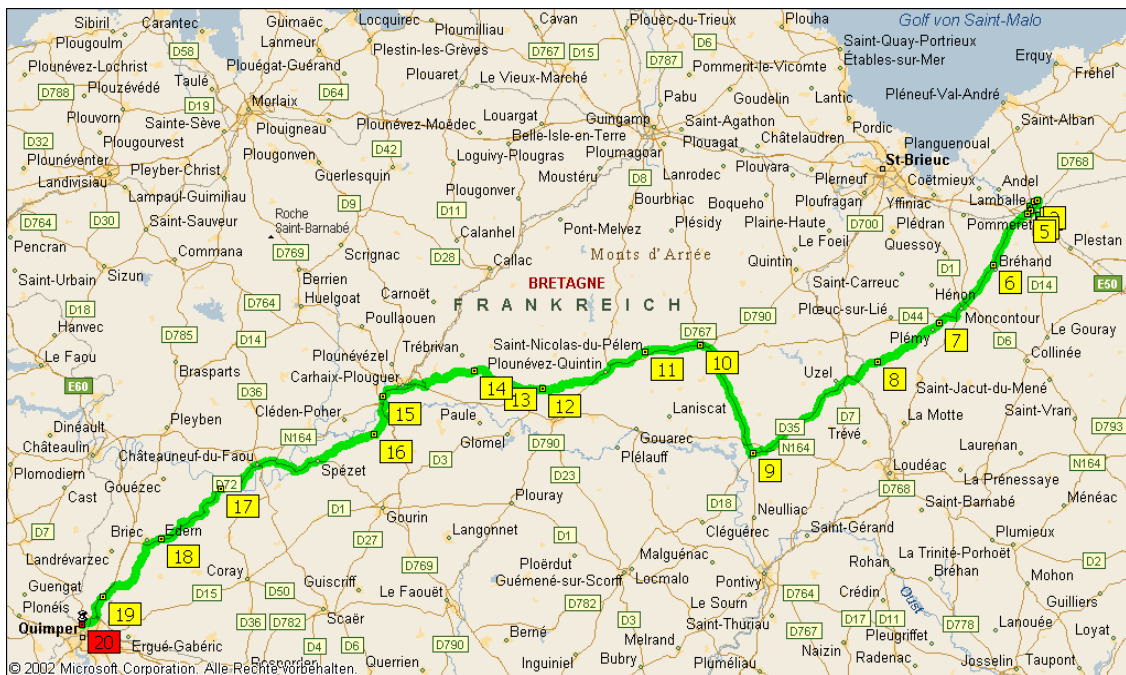 Sibiril
Carantec
Guimaëc
Locquirec
Cavan
Plouëc-du-Trieux
Plouha
Golf von Saint-Malo
Plougoulm
D58
Lanmeur
Plestin-les-Grèves
Plounévez-Lochrist
Taulé
Plouégat-Guérand
Ploumilliau
D767
D15
D6
Pommerit-le-Vicomte
Saint-Quay-Portrieux
Étables-sur-Mer
Erquy
Fréhel
D788
Plouzévédé
D19
Morlaix
D64
Plouaret
Le Vieux-Marché
D787
Pabu
Goudelin
Lantic
Pléneuf-Val-André
Plouvorn
Sainte-Sève
Plouigneau
Plounévez-Moëdec
Louargat
Guingamp
Saint-Agathon
Châtelaudren
Pordic
Saint-Alban
D32
Plougourvest
Plounéventer
Plougonven
D42
Belle-Isle-en-Terre
Ploumagoar
Plouagat
Planguenoual
Landivisiau
Pleyber-Christ
Guerlesquin
Loguivy-Plougras
Moustéru
Lanrodec
Plouvara
Plerneuf
St-Brieuc
Coëtmieux
D768
Lampaul-Guimiliau
D9
Plougonver
D8
Bourbriac
Boqueho
Ploufragan
Yffiniac
Andel
Lamballe
D764
D30
Saint-Sauveur
Roche
Saint-Barnabé
D11
Calanhel
Pont-Melvez
Plésidy
Plaine-Haute
D700
Plédran
Pommeret
5
Plestan
Pencran
Commana
D769
Scrignac
D28
Callac
Monts d'Arrée
Le Foeil
Quessoy
Saint-Urbain
Sizun
Berrien
Quintin
Saint-Carreuc
D1
Bréhand
6
D14
E50
D18
D764
Huelgoat
Carnoët
BRETAGNE
FRANKREICH
D790
Hénon
Hanvec
D785
D14
Poullaouen
D767
Plœuc-sur-Lié
D44
Moncontour
Le Gouray
Le Faou
Trébrivan
Saint-Nicolas-du-Pélem
Plémy
7
D6
Collinée
E60
Brasparts
Plounévézel
Plounévez-Quintin
11
10
Uzel
8
Carhaix-Plouguer
14
13
12
Saint-Jacut-du-Mené
D36
Cléden-Poher
15
Paule
Laniscat
La Motte
Saint-Vran
Dinéault
Pleyben
N164
16
Glomel
D790
Gouarec
D35
D7
Trévé
Laurenan
D793
Châteaulin
Châteauneuf-du-Faou
Spézet
D3
Plélauff
9
N164
Loudéac
La Prénessaye
N164
Plomodiern
Gouézec
D72
D23
D768
Ménéac
Cast
17
D1
Gourin
Plouray
D18
Neulliac
Saint-Barnabé
D7
Briec
Edern
Langonnet
D1
Cléguérec
Saint-Gérand
Plumieux
Landrévarzec
18
D27
Ploërdut
Malguénac
La Trinité-Porhoët
D2
Guengat
Coray
Guiscriff
D769
Guémené-sur-Scorff
Locmalo
Pontivy
Rohan
Bréhan
Mohon
Plonéis
19
D15
D50
Le Faouët
D782
D764
Crédin
Oust
Guilliers
Quimper
20
Ergué-Gabéric
D36
D782
Scaër
Berné
D3
Le Sourn
Saint-Thuriau
D17
D11
D778
Lanouée
Loyat
Rosporden
D4
D6
Querrien
D790
Inguiniel
Melrand
Bubry
Pluméliau
D767
Naizin
Pleugriffet
Radenac
Josselin
Taupont
© 2002 Microsoft Corporation. Alle Rechte vorbehalten.